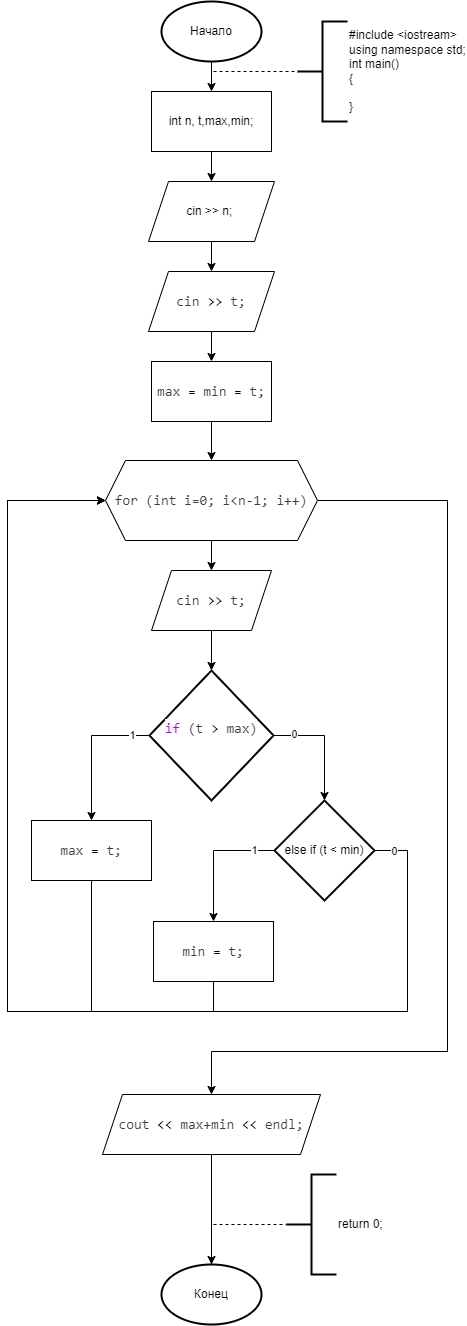 Начало
#include <iostream>
using namespace std;
int main()
{
}
int n, t,max,min;
cin >> n;
cin >> t;
max = min = t;
for (int i=0; i<n-1; i++)
cin >> t;
if (t > max)
1
0
max = t;
else if (t < min)
1
0
min = t;
cout << max+min << endl;
return 0;
Конец